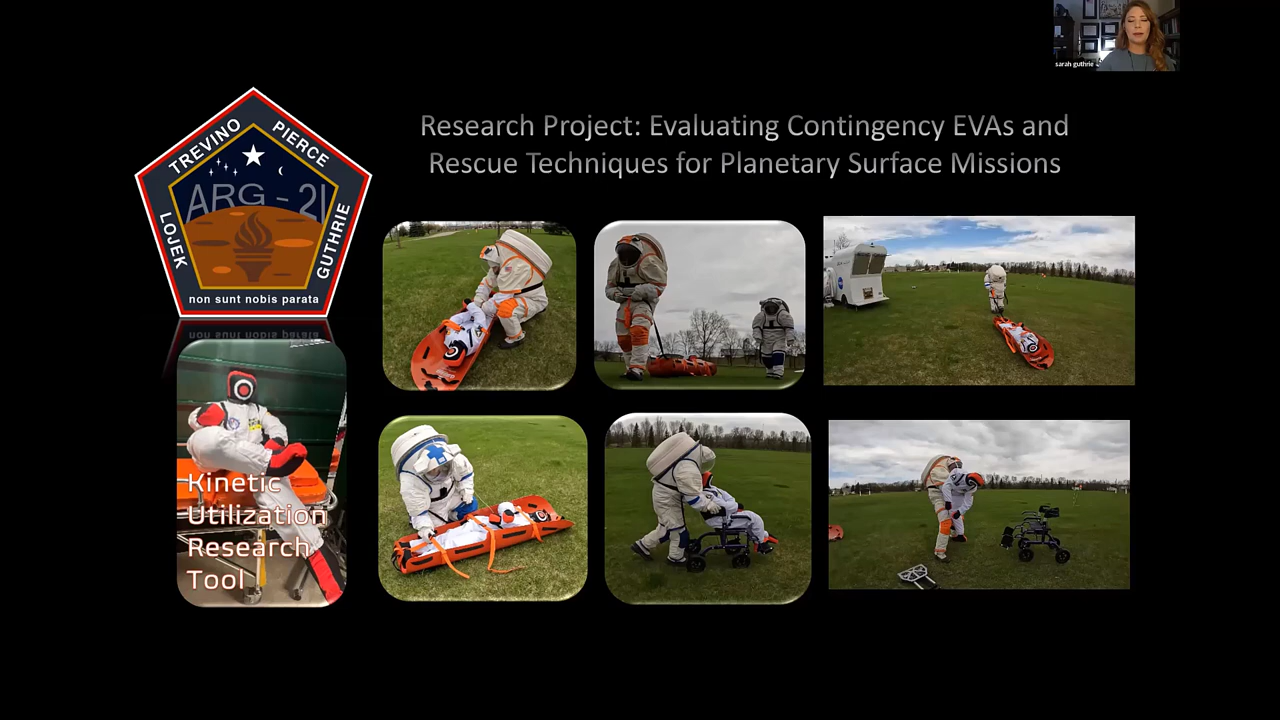 sarah guthrie
Research Project: Evaluating Contingency EVAs and
Rescue Techniques for Planetary Surface Missions
TREVINO
PIERCE
ARG - 21
LOJEK
GUTHRIE
non sunt nobis parata
Kinetic
Utilization
Research
Tool